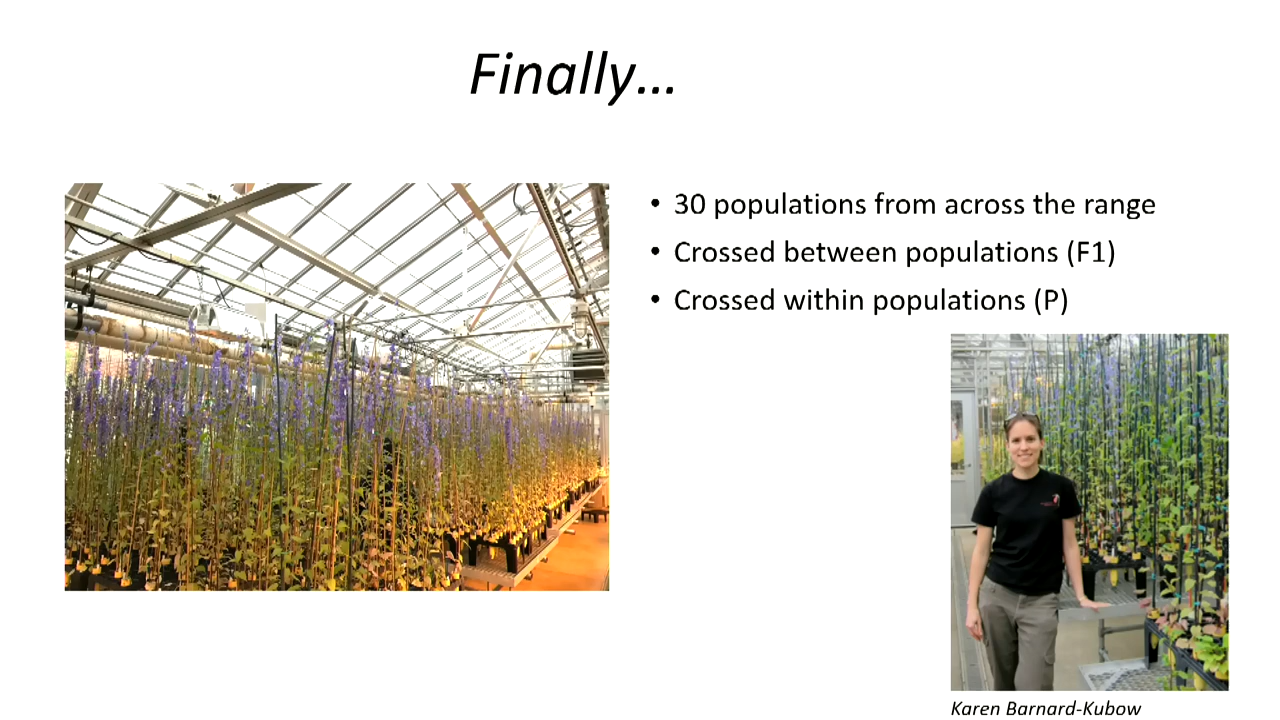 Finally...
• 30 populations from across the range
• Crossed between populations (F1)
• Crossed within populations (P)
Karen Barnard-Kubow